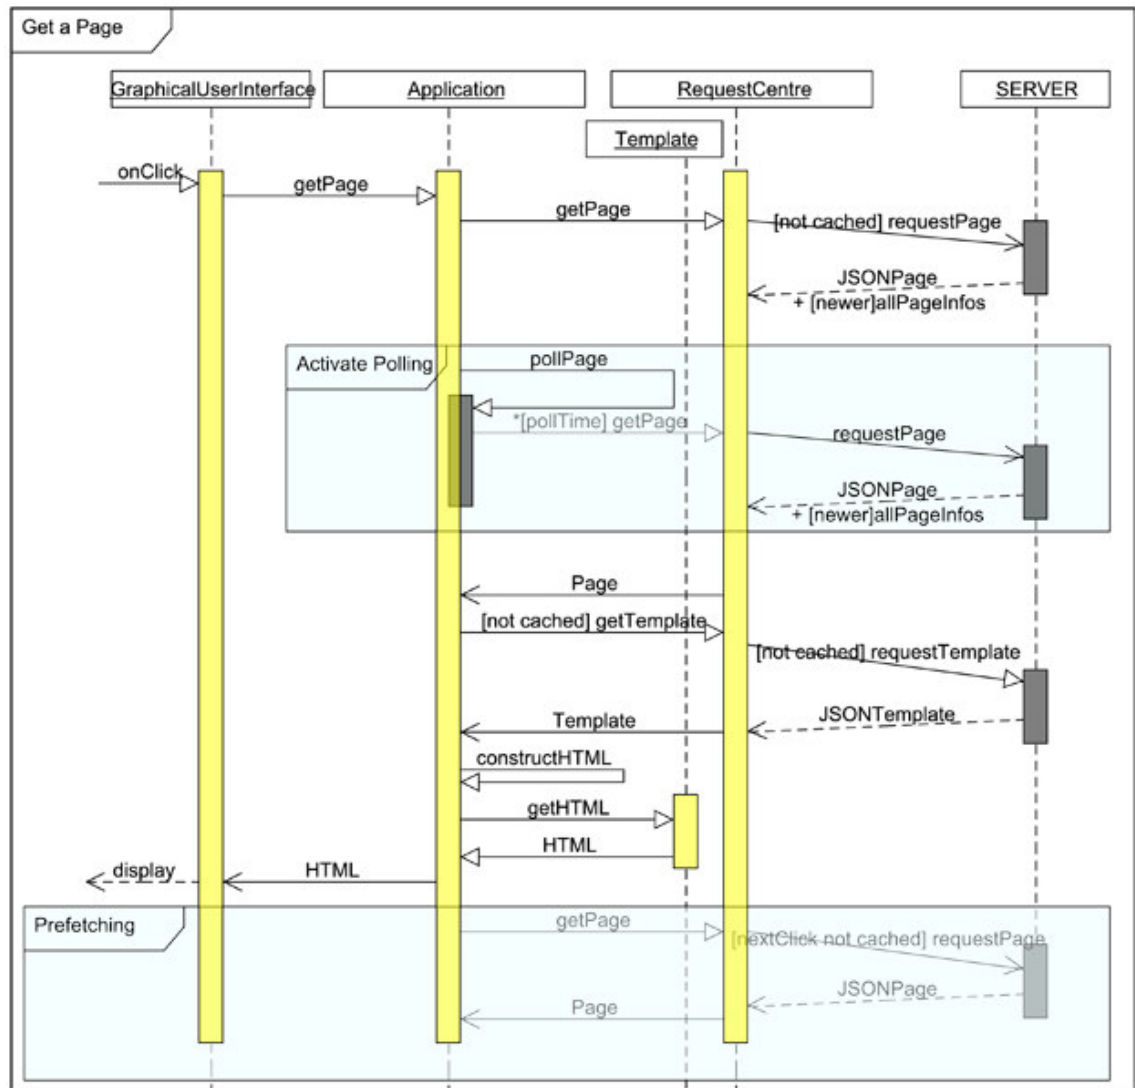 Get a Page
GraphicalUserInterface
Application
RequestCentre
SERVER
Template
onClick
getPage
getPage
[not cached] requestPage
JSONPage
+ [newer]allPageInfos
Activate Polling
pollPage
*[pollTime] getPage
requestPage
JSONPage
+ [newer]allPageInfos
Page
[not cached] getTemplate
[not cached] requestTemplate
JSONTemplate
Template
constructHTML
getHTML
HTML
display
HTML
Prefetching
getPage
[nextClick not cached] requestPage
JSONPage
Page